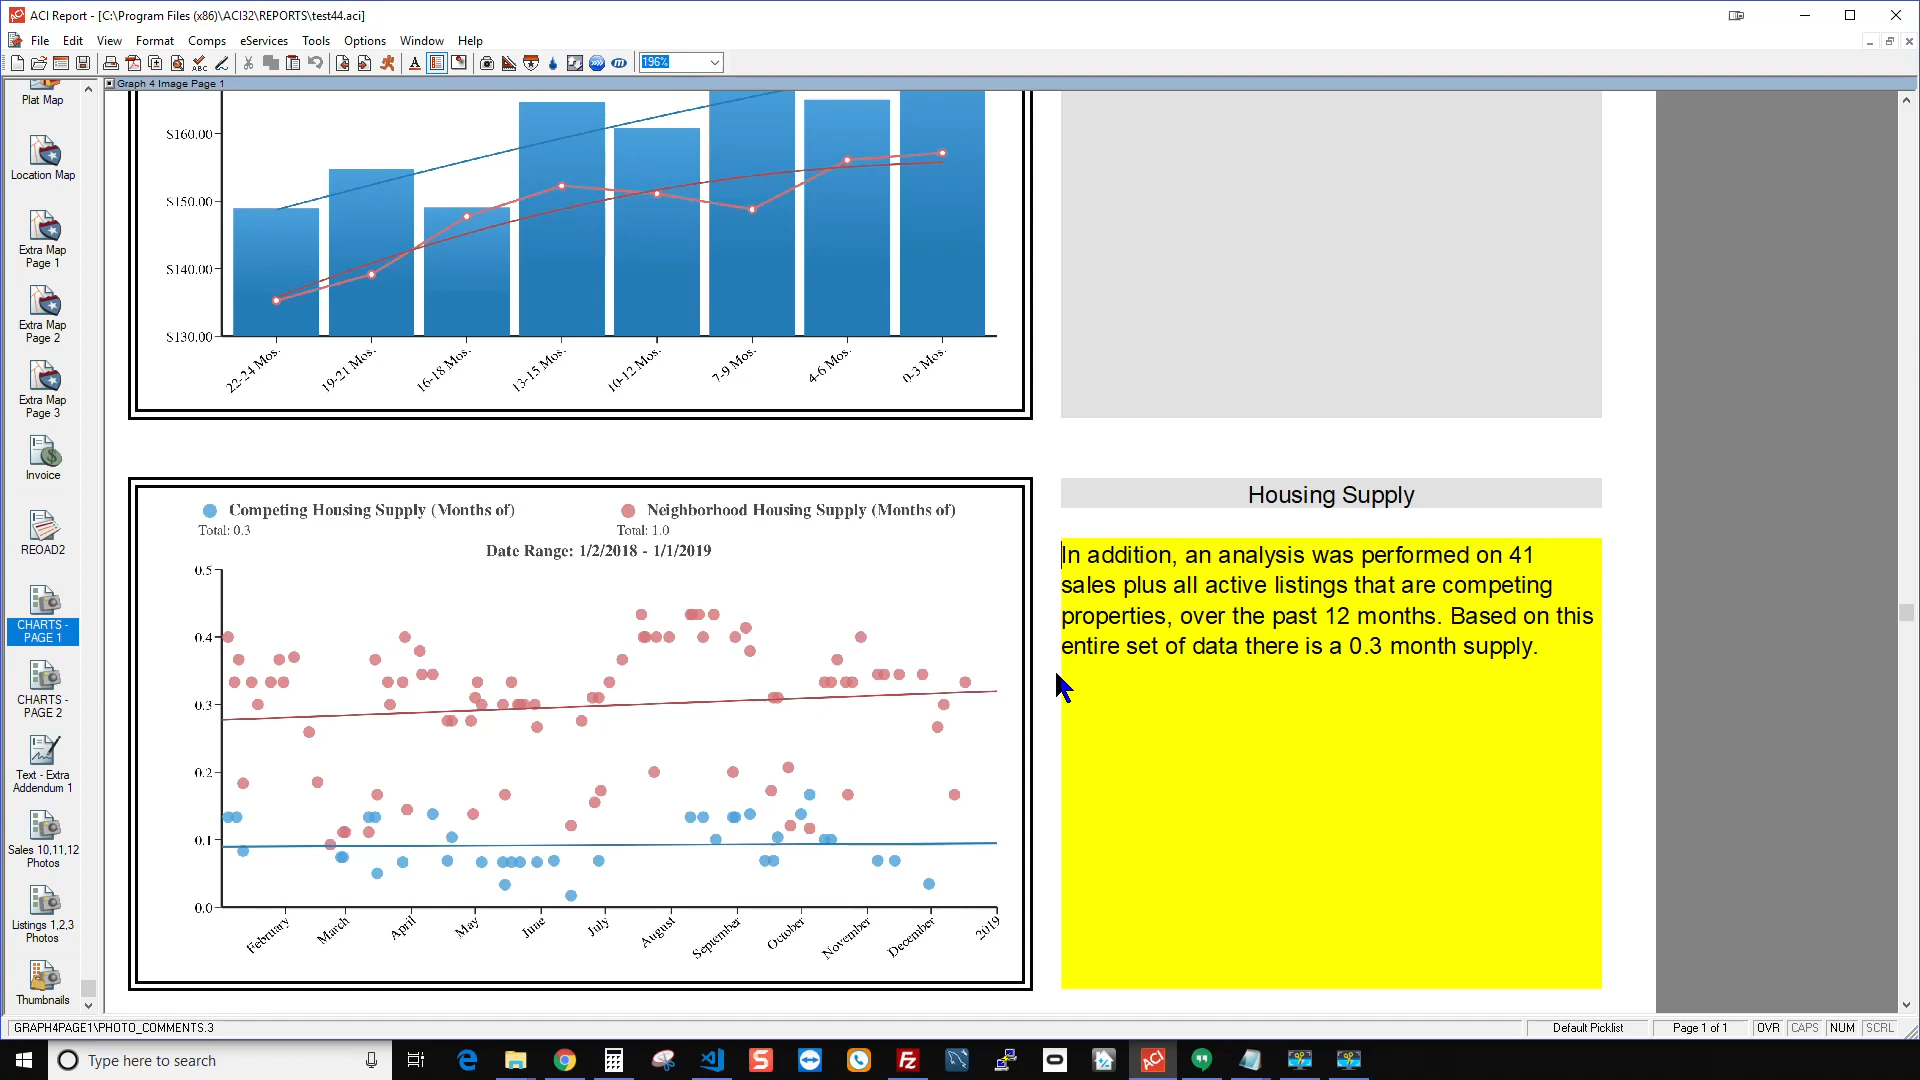 ACI Report - [C:\Program Files (x86)\ACI32\REPORTS\test44.aci]
File Edit View Format Comps eServices Tools Options Window Help
196%
Graph 4 Image Page 1
Plat Map
Location Map
Extra Map
Page 1
Extra Map
Page 2
Extra Map
Page 3
Invoice
REOAD2
CHARTS -
PAGE 1
CHARTS -
PAGE 2
Text - Extra
Addendum 1
Sales 10,11,12
Photos
Listings 1,2,3
Photos
Thumbnails
$160.00
$150.00
$140.00
$130.00
22-24 Mos. 19-21 Mos. 16-18 Mos. 13-15 Mos. 10-12 Mos. 7-9 Mos. 4-6 Mos. 0-3 Mos.
Competing Housing Supply (Months of) Neighborhood Housing Supply (Months of)
Total: 0.3 Total: 1.0
Date Range: 1/2/2018 - 1/1/2019
0.5
0.4
0.3
0.2
0.1
0.0
February March April May June July August September October November December 2019
Housing Supply
In addition, an analysis was performed on 41
sales plus all active listings that are competing
properties, over the past 12 months. Based on this
entire set of data there is a 0.3 month supply.
GRAPH4PAGE1\PHOTO_COMMENTS.3 Default Picklist Page 1 of 1 OVR CAPS NUM SCRL
Type here to search